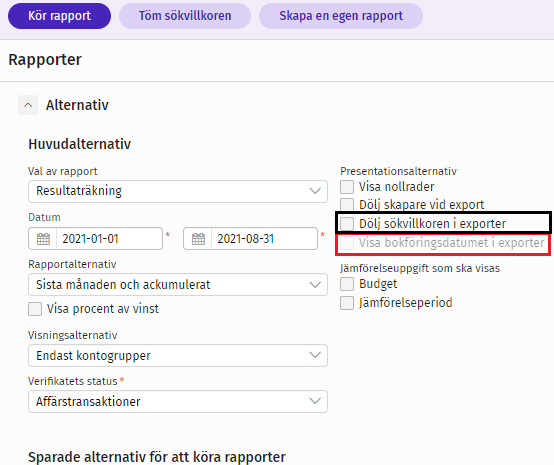 Kör rapport
Töm sökvillkoren
Skapa en egen rapport
Rapporter
Alternativ
Huvudalternativ
Val av rapport
Resultaträkning
Datum
2021-01-01 *
2021-08-31 *
Rapportalternativ
Sista månaden och ackumulerat
Visa procent av vinst
Visningsalternativ
Endast kontogrupper
Verifikatets status *
Affärstransaktioner
Presentationsalternativ
Visa nollrader
Dölj skapare vid export
Dölj sökvillkoren i exporter
Visa bokföringsdatumet i exporter
Jämförelseuppgift som ska visas
Budget
Jämförelseperiod
Sparade alternativ för att köra rapporter